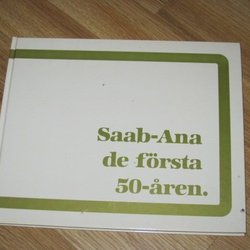 Saab-Ana
de första
50-åren.